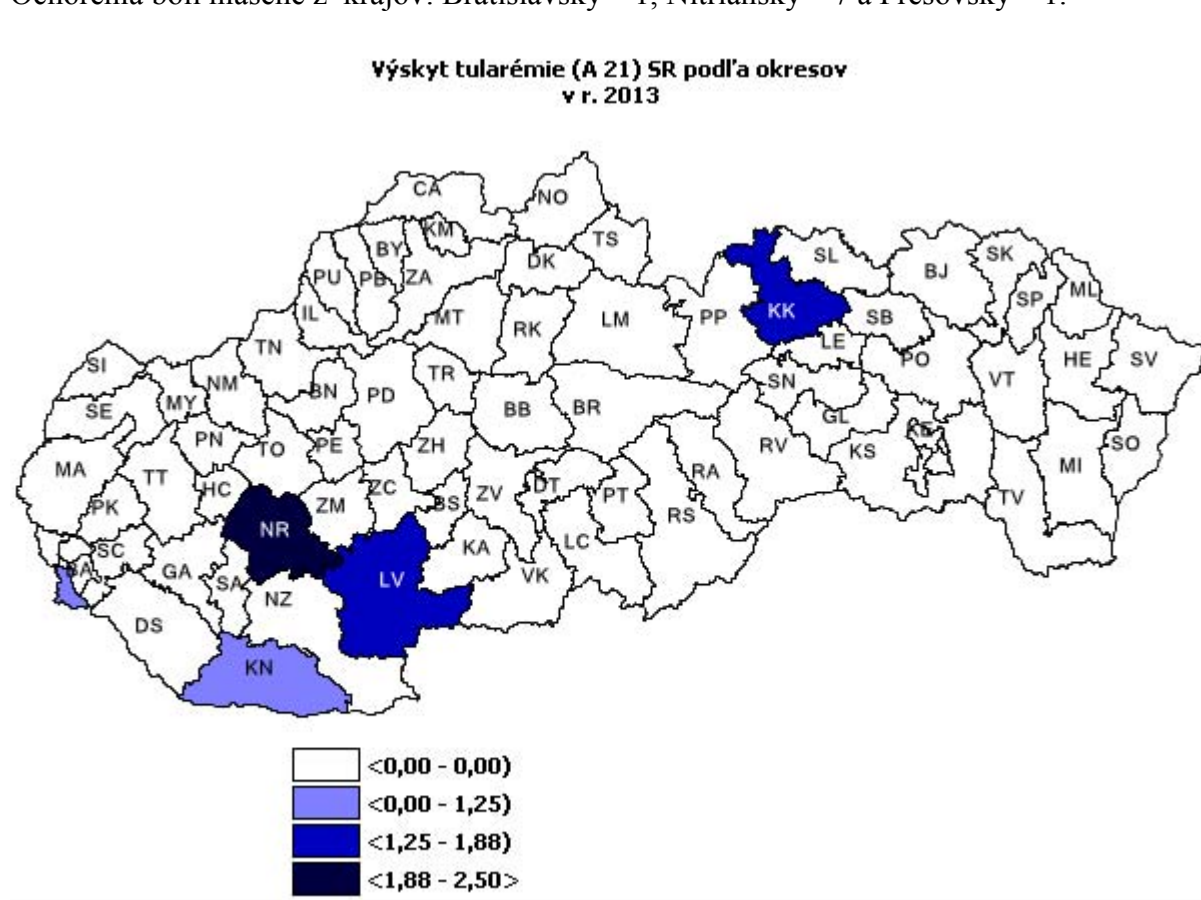 Ochorenia boli hlásené z krajov: Bratislavský – 1, Nitriansky – 7 a Prešovský – 1.
Výskyt tularémie (A 21) SR podľa okresov
v r. 2013
CA
NO
KM
TS
BY
DK
SL
SK
BJ
PU
PB
ZA
ML
SP
IL
MT
RK
LM
PP
KK
SB
TN
LE
PO
HE
SV
SI
NM
BN
PD
TR
SN
VT
SE
MY
BB
BR
GL
KE
PN
TO
PE
ZH
RV
KS
SO
MA
TT
HC
ZC
ZV
DT
RA
MI
PK
ZM
BS
PT
RS
TV
NR
SC
KA
LC
BA
GA
SA
LV
VK
NZ
DS
KN
<0,00 - 0,00)
<0,00 - 1,25)
<1,25 - 1,88)
<1,88 - 2,50>